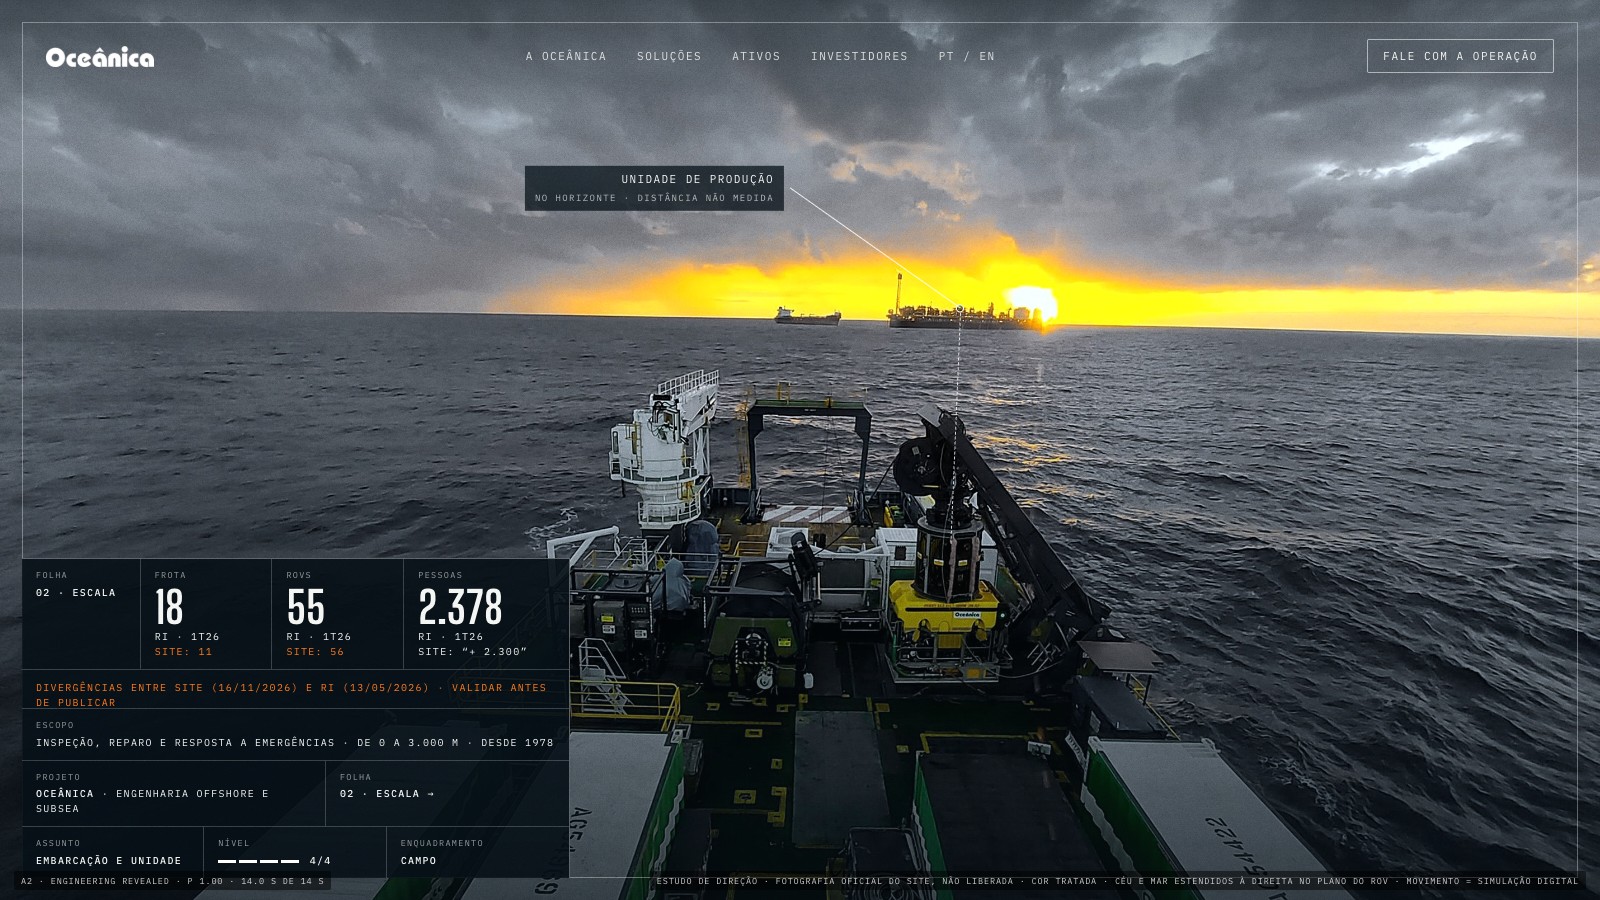 Oceânica
A OCEÂNICA SOLUÇÕES ATIVOS INVESTIDORES PT / EN
FALE COM A OPERAÇÃO
UNIDADE DE PRODUÇÃO
NO HORIZONTE · DISTÂNCIA NÃO MEDIDA
FOLHA
02 · ESCALA
FROTA
18
RI · 1T26
SITE: 11
ROVS
55
RI · 1T26
SITE: 56
PESSOAS
2.378
RI · 1T26
SITE: “+ 2.300”
DIVERGÊNCIAS ENTRE SITE (16/11/2026) E RI (13/05/2026) · VALIDAR ANTES
DE PUBLICAR
ESCOPO
INSPEÇÃO, REPARO E RESPOSTA A EMERGÊNCIAS · DE 0 A 3.000 M · DESDE 1978
PROJETO
OCEÂNICA · ENGENHARIA OFFSHORE E
SUBSEA
FOLHA
02 · ESCALA →
ASSUNTO
EMBARCAÇÃO E UNIDADE
NÍVEL
4/4
ENQUADRAMENTO
CAMPO
Oceânica
A2 · ENGINEERING REVEALED · P 1.00 · 14.0 S DE 14 S
ESTUDO DE DIREÇÃO · FOTOGRAFIA OFICIAL DO SITE, NÃO LIBERADA · COR TRATADA · CÉU E MAR ESTENDIDOS À DIREITA NO PLANO DO ROV · MOVIMENTO = SIMULAÇÃO DIGITAL